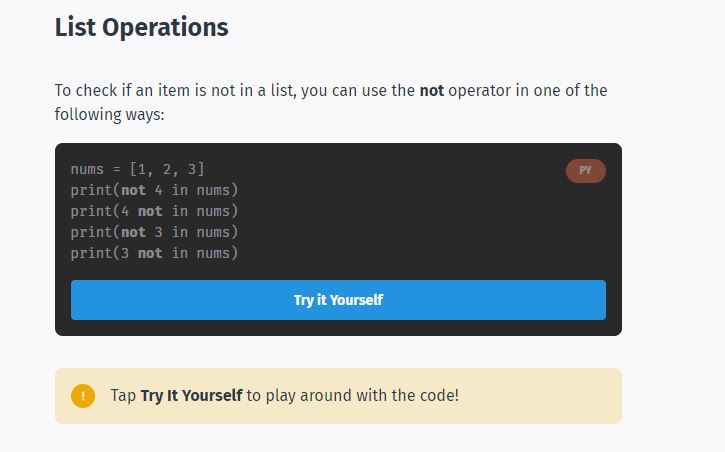 List Operations
To check if an item is not in a list, you can use the not operator in one of the
following ways:
nums = [1, 2, 3]
PY
print(not 4 in nums)
print(4 not in nums)
print(not 3 in nums)
print(3 not in nums)
Try it Yourself
! Tap Try It Yourself to play around with the code!